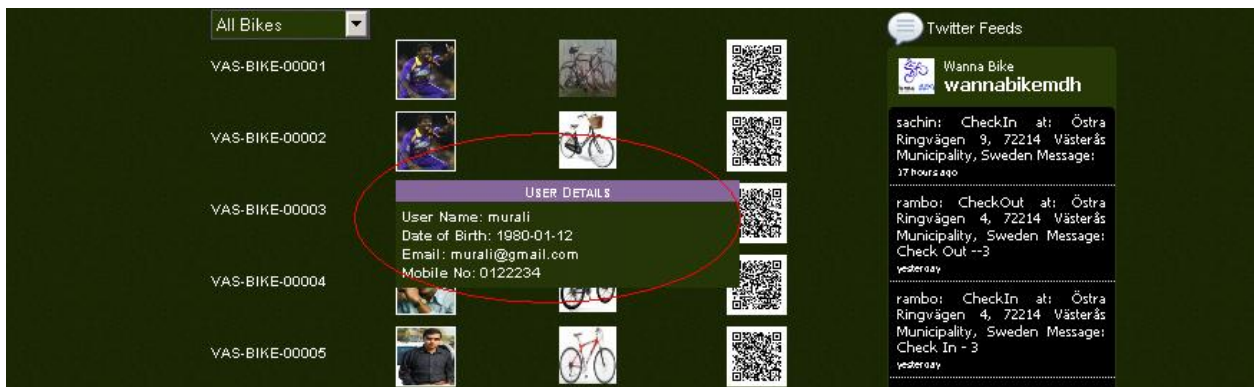 All Bikes
VAS-BIKE-00001
VAS-BIKE-00002
VAS-BIKE-00003
VAS-BIKE-00004
VAS-BIKE-00005
USER DETAILS
User Name: murali
Date of Birth: 1980-01-12
Email: murali@gmail.com
Mobile No: 0122234
Twitter Feeds
Wanna Bike
wannabikemdh
sachin: CheckIn at: Östra
Ringvägen 9, 72214 Västerås
Municipality, Sweden Message:
17 hours ago
rambo: CheckOut at: Östra
Ringvägen 4, 72214 Västerås
Municipality, Sweden Message:
Check Out --3
yesterday
rambo: CheckIn at: Östra
Ringvägen 4, 72214 Västerås
Municipality, Sweden Message:
Check In - 3
yesterday